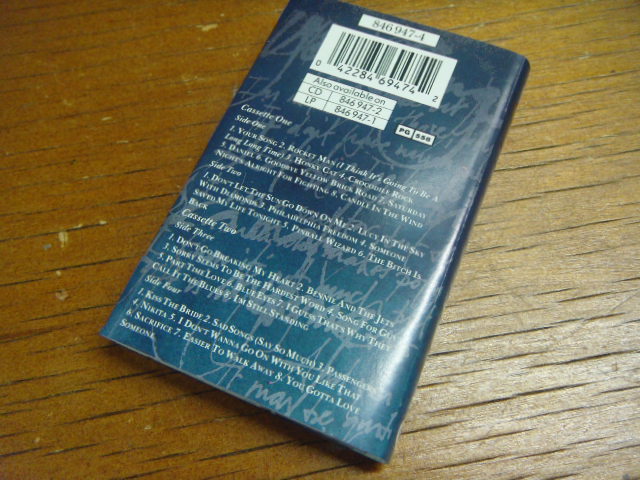 846 947-4
0 42284 69474 2
Also available on
CD 846 947-2
LP 846 947-1
PG 558
Cassette One
Side One
1. YOUR SONG 2. ROCKET MAN (I Think It's Going To Be A
Long Long Time) 3. HONKY CAT 4. CROCODILE ROCK
5. DANIEL 6. GOODBYE YELLOW BRICK ROAD 7. SATURDAY
NIGHT'S ALRIGHT FOR FIGHTING 8. CANDLE IN THE WIND
Side Two
1. DON'T LET THE SUN GO DOWN ON ME 2. LUCY IN THE SKY
WITH DIAMONDS 3. PHILADELPHIA FREEDOM 4. SOMEONE
SAVED MY LIFE TONIGHT 5. PINBALL WIZARD 6. THE BITCH IS
BACK
Cassette Two
Side Three
1. DON'T GO BREAKING MY HEART 2. BENNIE AND THE JETS
3. SORRY SEEMS TO BE THE HARDEST WORD 4. SONG FOR GUY
5. PART TIME LOVE 6. BLUE EYES 7. I GUESS THAT'S WHY THEY
CALL IT THE BLUES 8. I'M STILL STANDING
Side Four
1. KISS THE BRIDE 2. SAD SONGS (SAY SO MUCH) 3. PASSENGERS
4. NIKITA 5. I DON'T WANNA GO ON WITH YOU LIKE THAT
6. SACRIFICE 7. EASIER TO WALK AWAY 8. YOU GOTTA LOVE
SOMEONE
It may be quite